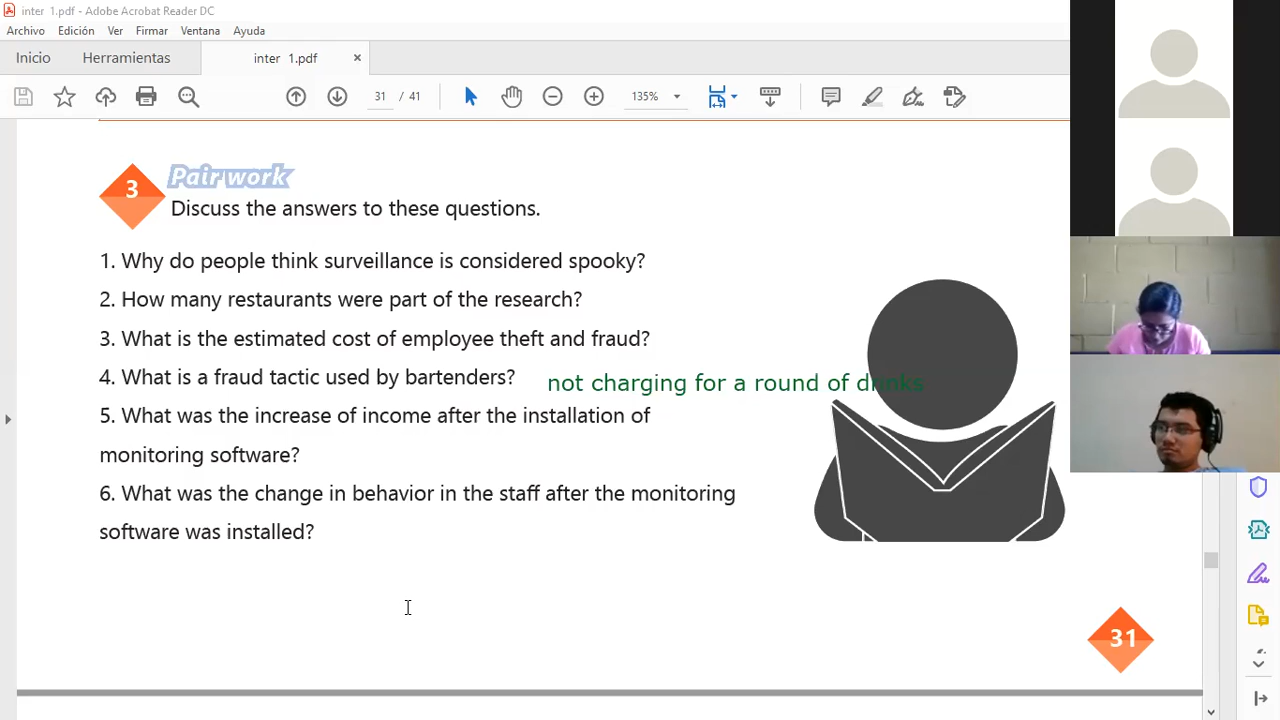 inter 1.pdf - Adobe Acrobat Reader DC
Archivo Edición Ver Firmar Ventana Ayuda
Inicio Herramientas inter 1.pdf ×
31 / 41 135%
3 Pair work
Discuss the answers to these questions.
1. Why do people think surveillance is considered spooky?
2. How many restaurants were part of the research?
3. What is the estimated cost of employee theft and fraud?
4. What is a fraud tactic used by bartenders? not charging for a round of drinks
5. What was the increase of income after the installation of
monitoring software?
6. What was the change in behavior in the staff after the monitoring
software was installed?
31